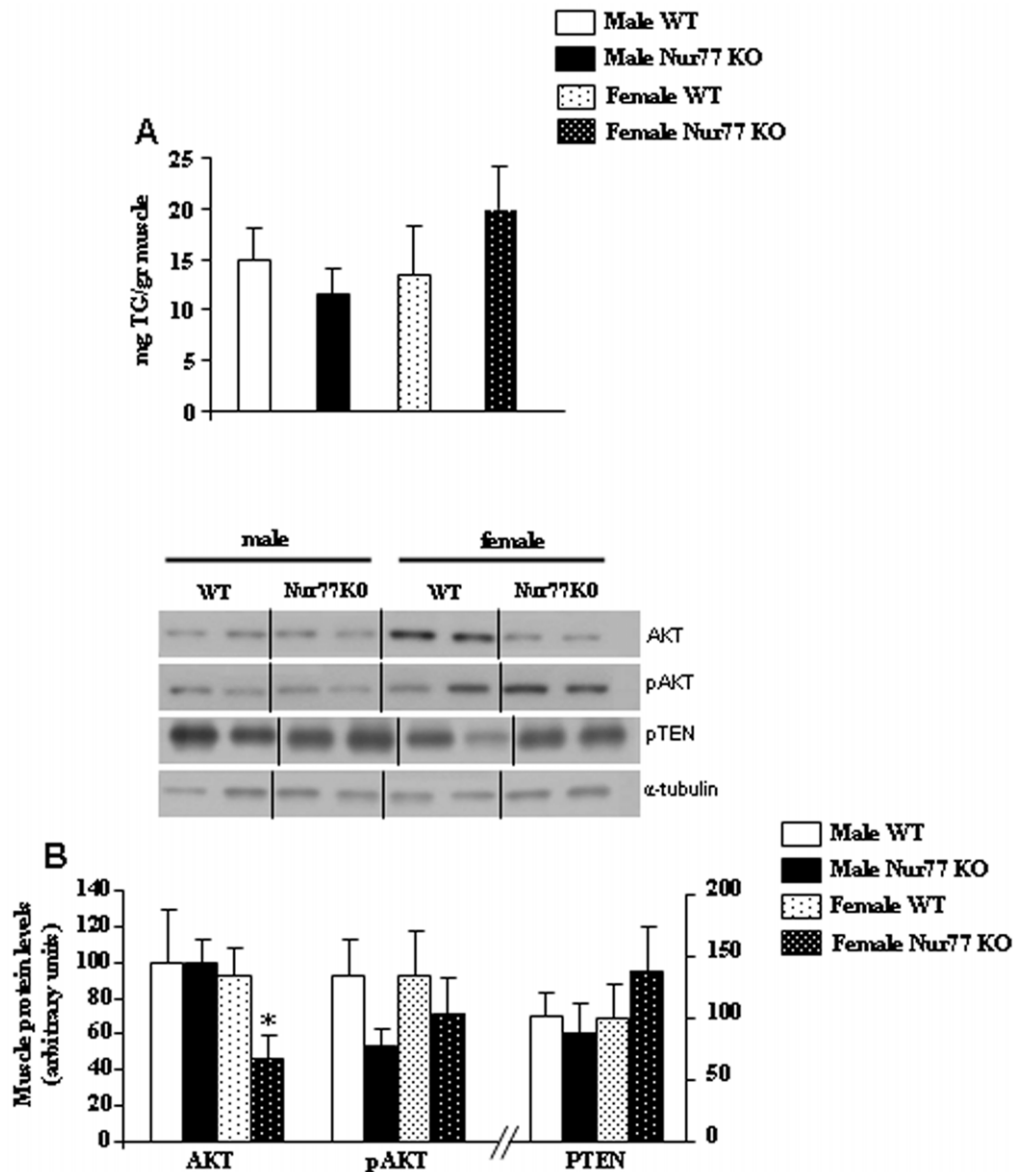 Male WT
Male Nur77 KO
Female WT
Female Nur77 KO
A
mg TG/gr muscle
25
20
15
10
5
0
male
female
WT
Nur77KO
WT
Nur77KO
AKT
pAKT
pTEN
α-tubulin
B
Male WT
Male Nur77 KO
Female WT
Female Nur77 KO
Muscle protein levels
(arbitrary units)
140
120
100
80
60
40
20
0
*
200
150
100
50
0
AKT
pAKT
//
PTEN